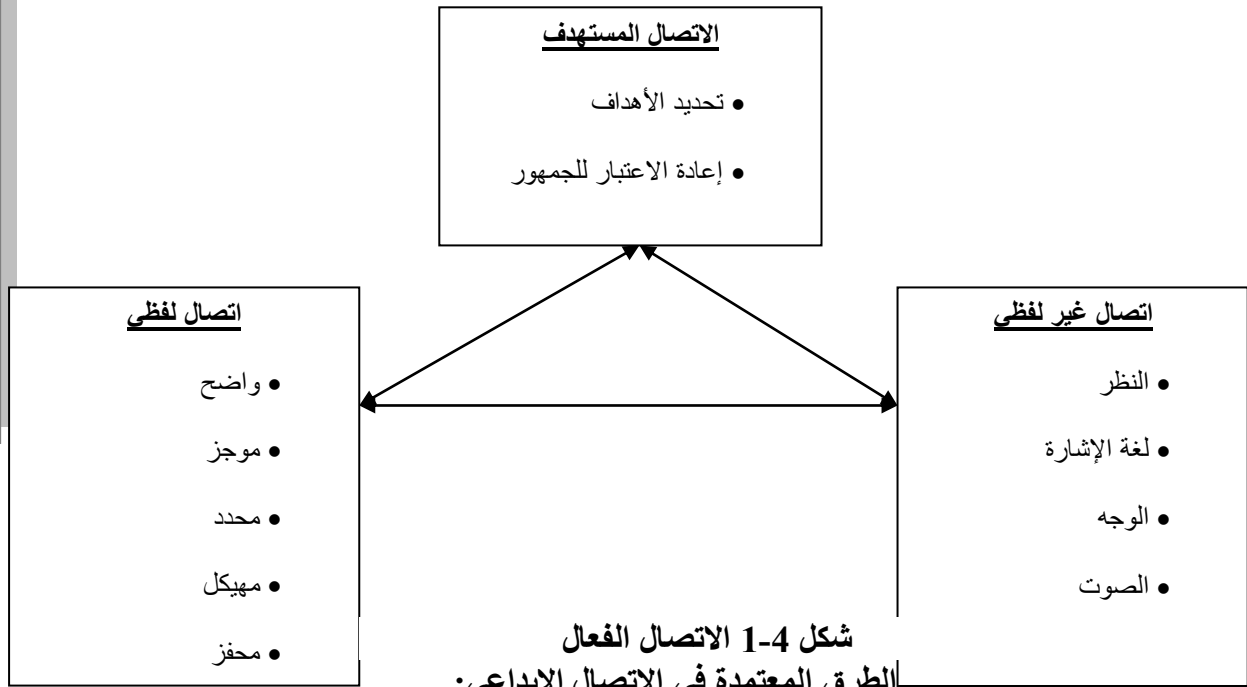 الاتصال المستهدف
• تحديد الأهداف
• إعادة الاعتبار للجمهور
اتصال غير لفظي
• النظر
• لغة الإشارة
• الوجه
• الصوت
اتصال لفظي
• واضح
• موجز
• محدد
• مهيكل
• محفز
شكل 4-1 الاتصال الفعال
الطرق المعتمدة في الاتصال الإبداعي: